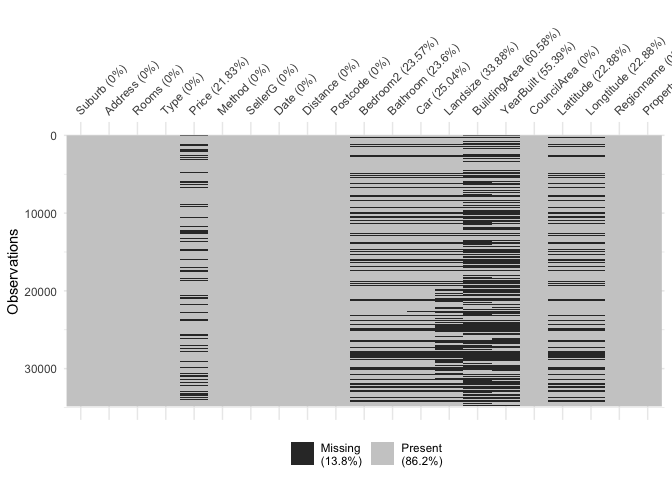 Suburb (0%)
Address (0%)
Rooms (0%)
Type (0%)
Price (21.83%)
Method (0%)
SellerG (0%)
Date (0%)
Distance (0%)
Postcode (0%)
Bedroom2 (23.57%)
Bathroom (23.6%)
Car (25.04%)
Landsize (33.88%)
BuildingArea (60.58%)
YearBuilt (55.39%)
CouncilArea (0%)
Lattitude (22.88%)
Longtitude (22.88%)
Regionname (0
Propert
0
10000
20000
30000
Observations
Missing
(13.8%)
Present
(86.2%)